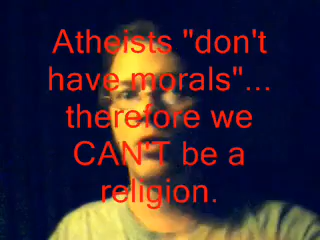 Atheists "don't
have morals"...
therefore we
CAN'T be a
religion.